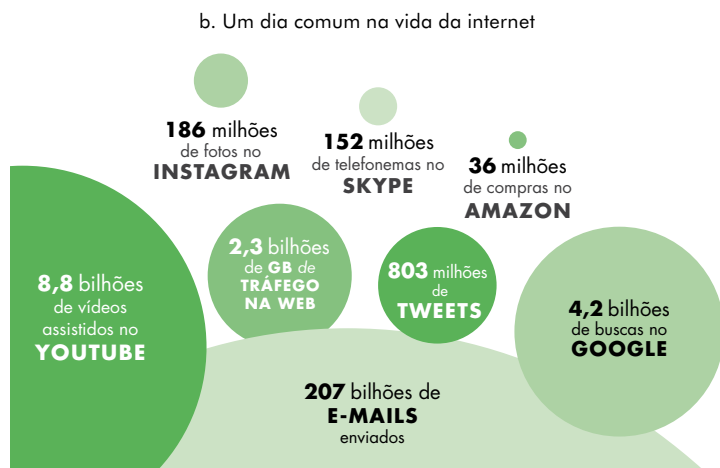 b. Um dia comum na vida da internet
186 milhões
de fotos no
INSTAGRAM
152 milhões
de telefonemas no
SKYPE
36 milhões
de compras no
AMAZON
8,8 bilhões
de vídeos
assistidos no
YOUTUBE
2,3 bilhões
de GB de
TRÁFEGO
NA WEB
803 milhões
de
TWEETS
4,2 bilhões
de buscas no
GOOGLE
207 bilhões de
E-MAILS
enviados